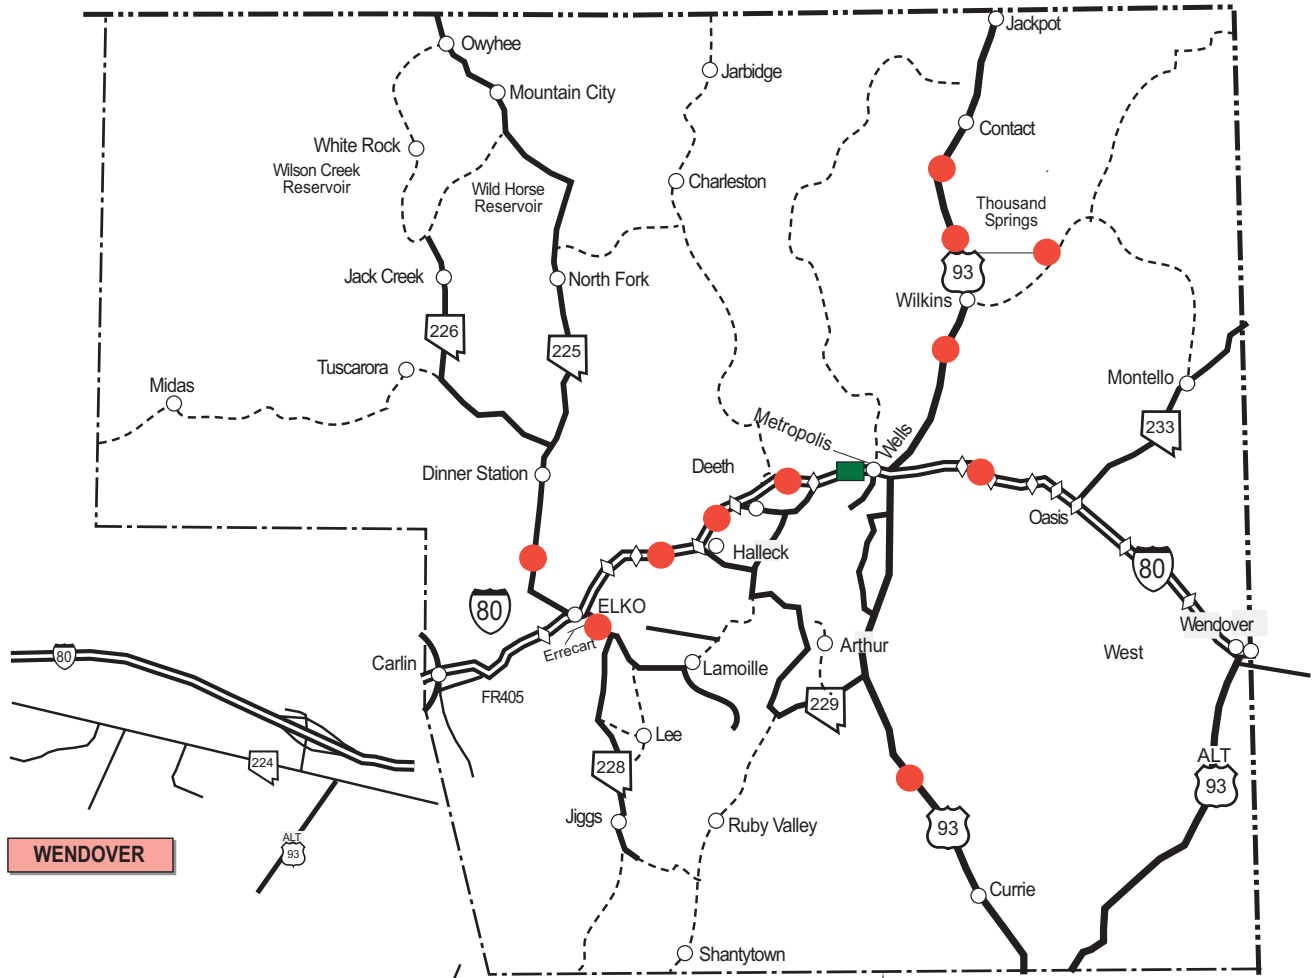 Jackpot
Owyhee
Jarbidge
Mountain City
Contact
White Rock
Wilson Creek
Reservoir
Wild Horse
Reservoir
Charleston
Thousand
Springs
93
Jack Creek
North Fork
Wilkins
226
225
Tuscarora
Montello
Midas
Metropolis
Wells
233
Deeth
Dinner Station
Oasis
Halleck
80
80
ELKO
Wendover
Errecart
Arthur
West
80
Carlin
Lamoille
FR405
229
Lee
224
228
ALT
93
Jiggs
Ruby Valley
93
ALT
93
WENDOVER
Currie
Shantytown